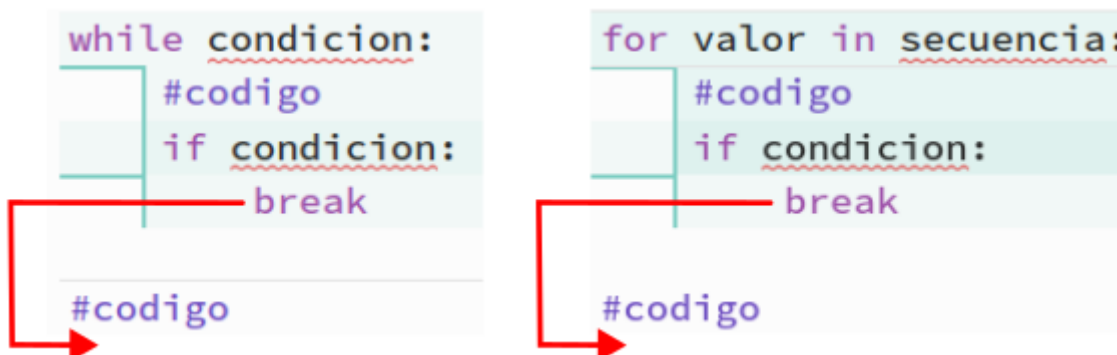 while condicion:
#codigo
if condicion:
break
#codigo
for valor in secuencia:
#codigo
if condicion:
break
#codigo